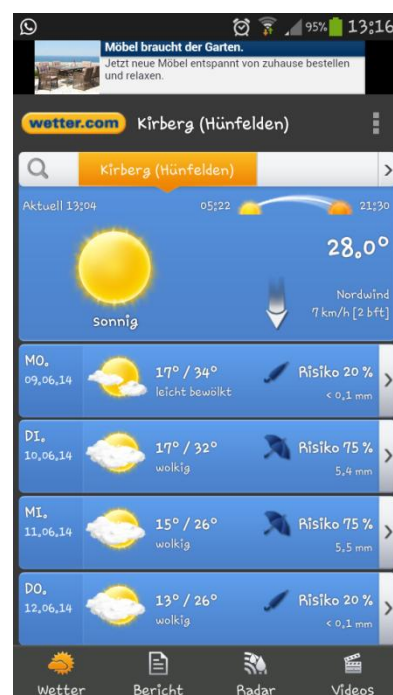 95% 13:16
Möbel braucht der Garten.
Jetzt neue Möbel entspannt von zuhause bestellen
und relaxen.
wetter.com Kirberg (Hünfelden)
Kirberg (Hünfelden)
Aktuell 13:04 05:22 21:30
28.0°
Nordwind
7 km/h [2 bft]
Sonnig
MO.
09.06.14
17° / 34°
leicht bewölkt
Risiko 20 %
< 0,1 mm
DI.
10.06.14
17° / 32°
wolkig
Risiko 75 %
5,4 mm
MI.
11.06.14
15° / 26°
wolkig
Risiko 75 %
5,5 mm
DO.
12.06.14
13° / 26°
wolkig
Risiko 20 %
< 0,1 mm
Wetter Bericht Radar Videos